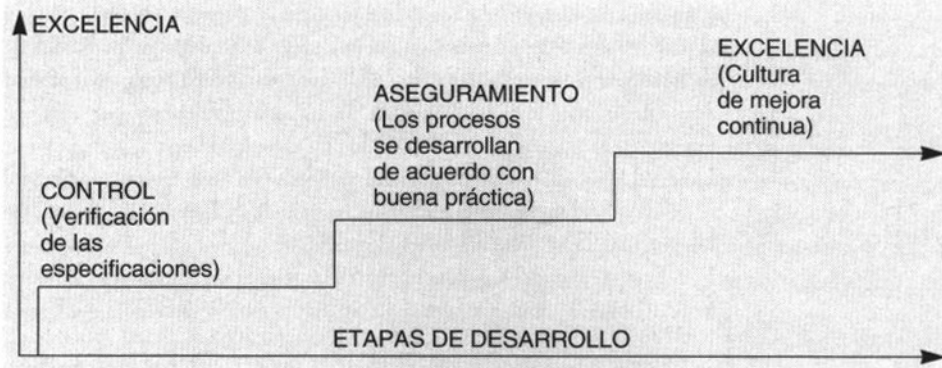 EXCELENCIA
EXCELENCIA
(Cultura
de mejora
continua)
ASEGURAMIENTO
(Los procesos
se desarrollan
de acuerdo con
buena práctica)
CONTROL
(Verificación
de las
especificaciones)
ETAPAS DE DESARROLLO